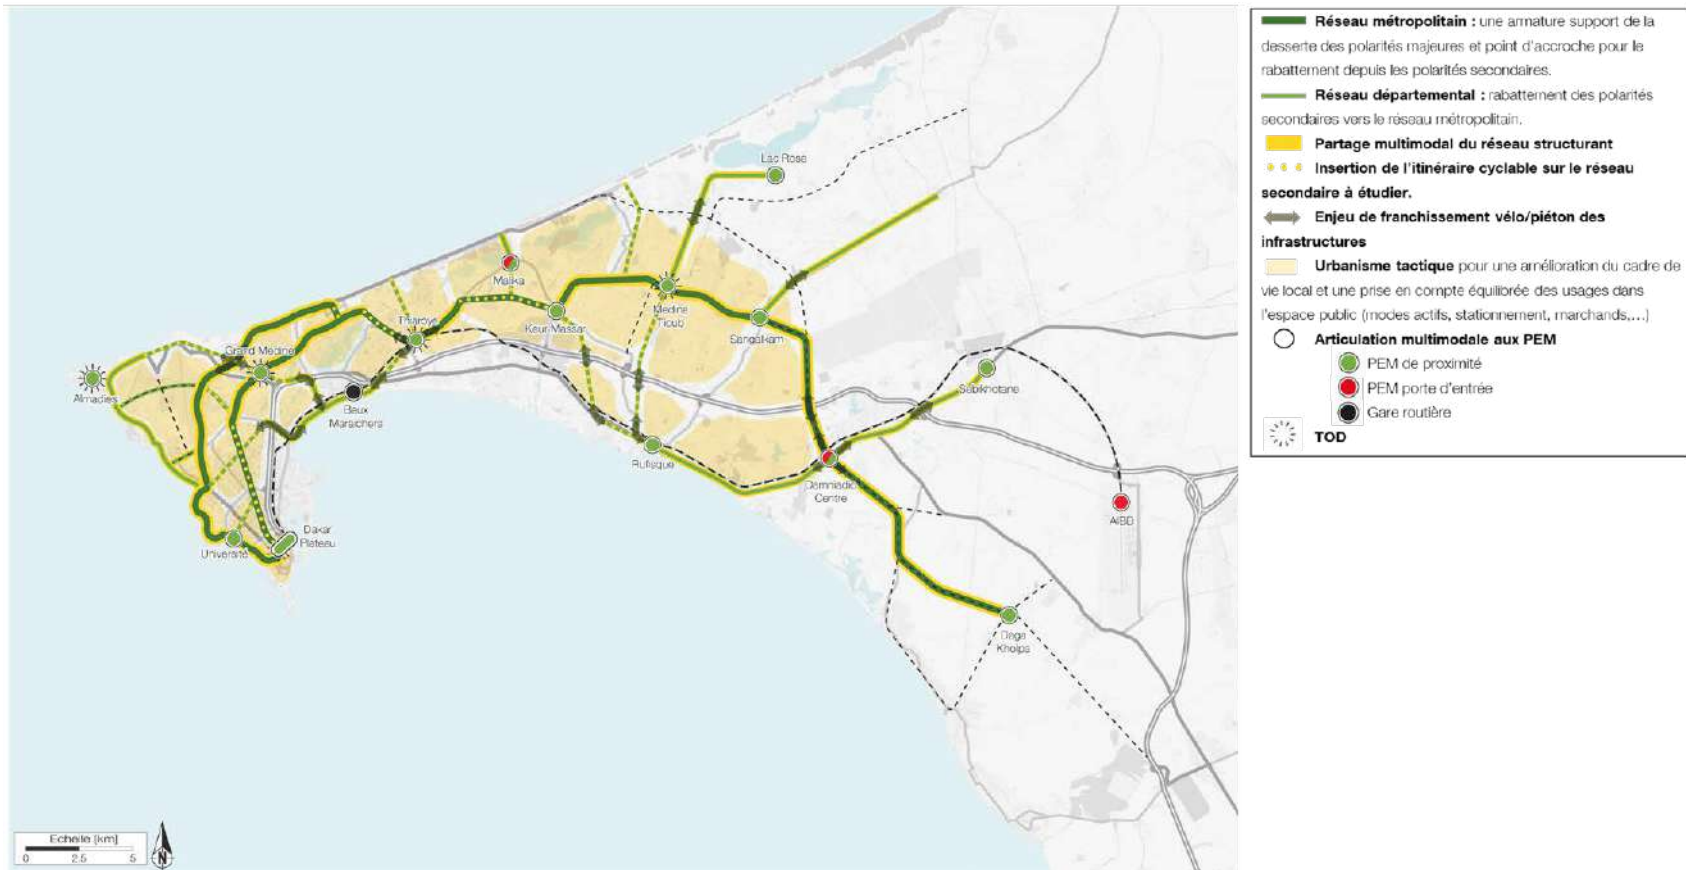 Lac Rose
Malika
Medine
Tioub
Keur Massar
Sangalkam
Thiaroye
Grand Médine
Almadies
Baux
Maraichers
Sebikhotane
Rufisque
Damniadio
Centre
AIBD
Dakar
Plateau
Université
Daga
Kholpa
Echelle [km]
0 2.5 5
N
Réseau métropolitain : une armature support de la
desserte des polarités majeures et point d'accroche pour le
rabattement depuis les polarités secondaires.
Réseau départemental : rabattement des polarités
secondaires vers le réseau métropolitain.
Partage multimodal du réseau structurant
Insertion de l'itinéraire cyclable sur le réseau
secondaire à étudier.
Enjeu de franchissement vélo/piéton des
infrastructures
Urbanisme tactique pour une amélioration du cadre de
vie local et une prise en compte équilibrée des usages dans
l'espace public (modes actifs, stationnement, marchands,...)
Articulation multimodale aux PEM
PEM de proximité
PEM porte d'entrée
Gare routière
TOD